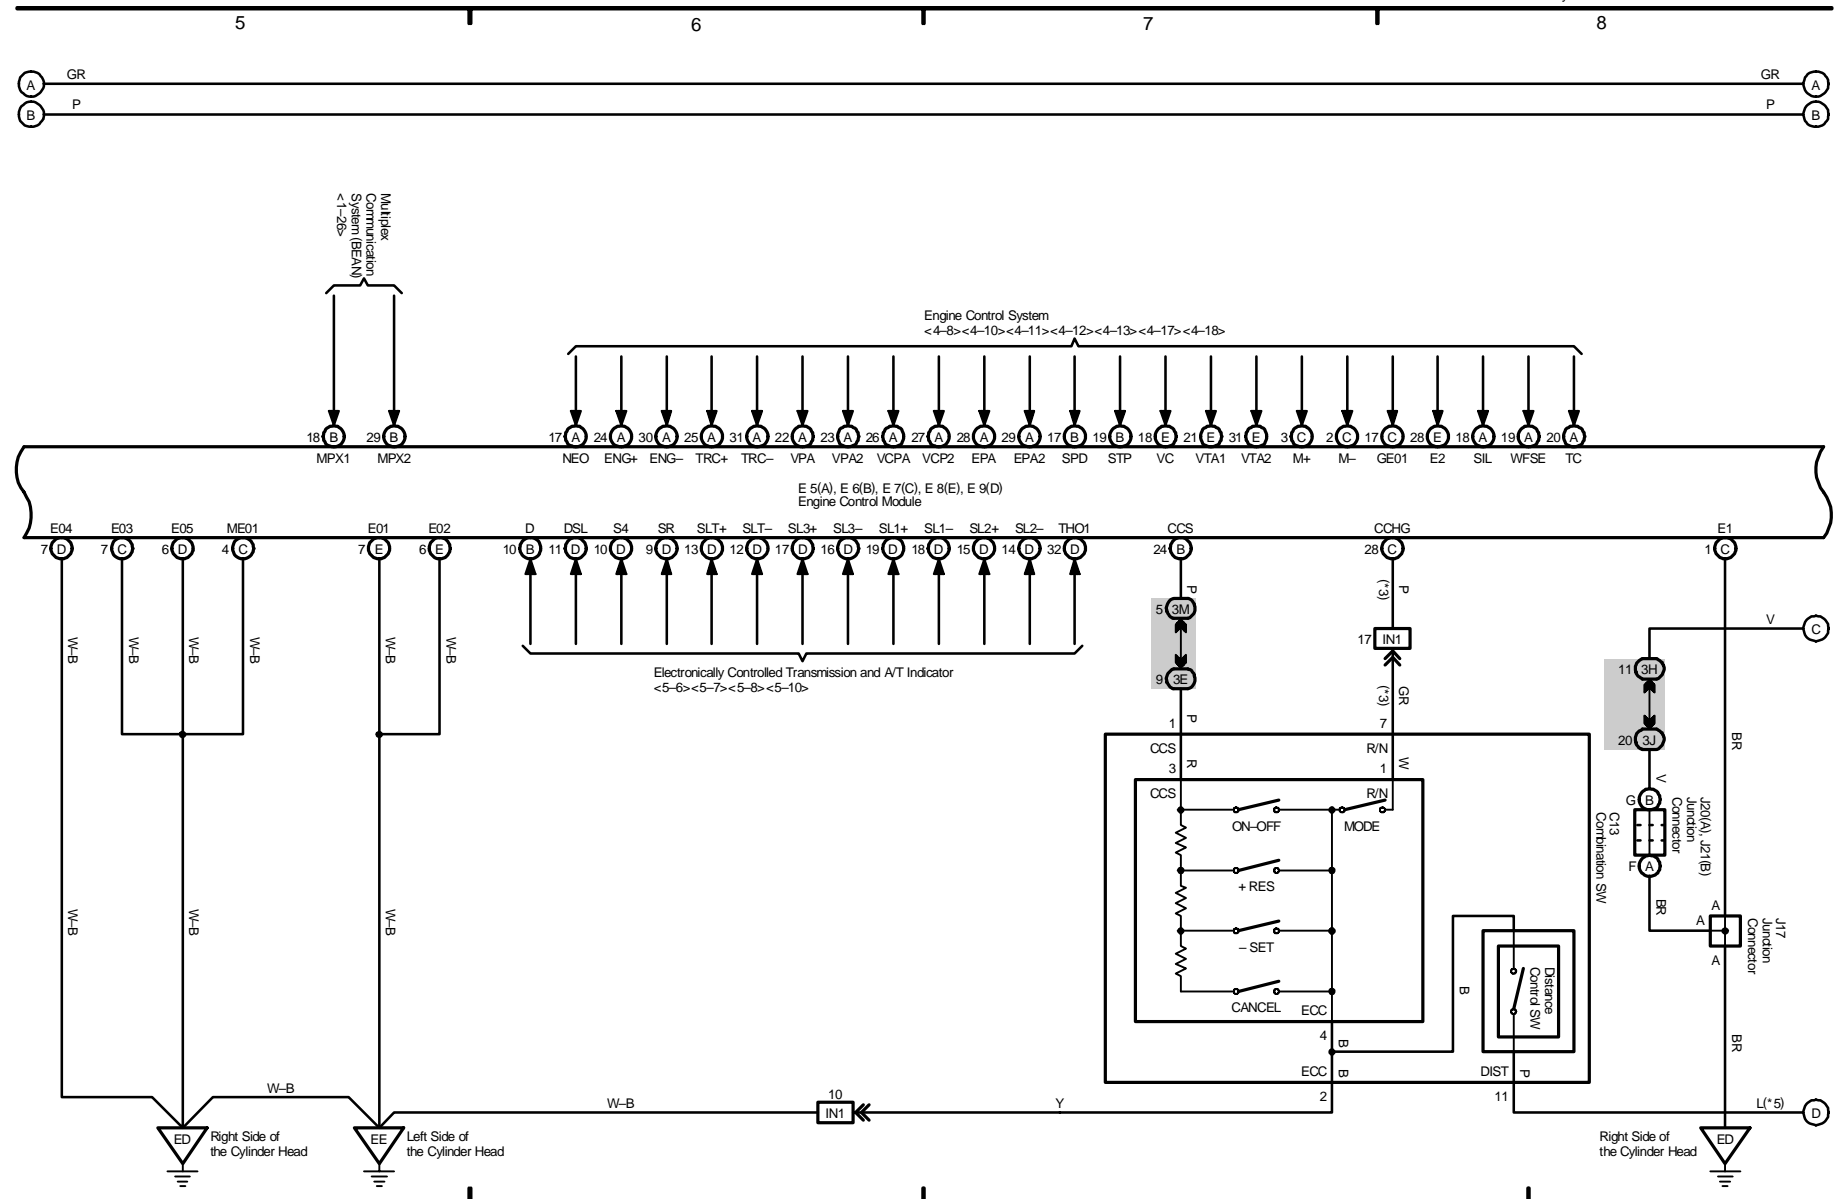 5 6 7 8
A GR GR A
B P P B
Multiplex
Communication
System (BEAN)
<1–26>
Engine Control System
<4–8><4–10><4–11><4–12><4–13><4–17><4–18>
18 B 29 B 17 A 24 A 30 A 25 A 31 A 22 A 23 A 26 A 27 A 28 A 29 A 17 B 19 B 18 E 21 E 31 E 3 C 2 C 17 C 28 E 18 A 19 A 20 A
MPX1 MPX2 NEO ENG+ ENG– TRC+ TRC– VPA VPA2 VCPA VCP2 EPA EPA2 SPD STP VC VTA1 VTA2 M+ M– GE01 E2 SIL WFSE TC
E 5(A), E 6(B), E 7(C), E 8(E), E 9(D)
Engine Control Module
E04 E03 E05 ME01 E01 E02 D DSL S4 SR SLT+ SLT– SL3+ SL3– SL1+ SL1– SL2+ SL2– THO1 CCS CCHG E1
7 D 7 C 6 D 4 C 7 E 6 E 10 B 11 D 10 D 9 D 13 D 12 D 17 D 16 D 19 D 18 D 15 D 14 D 32 D 24 B 28 C 1 C
P (*3) P
5 3M
V C
W–B W–B W–B W–B W–B
17 IN1
Electronically Controlled Transmission and A/T Indicator
<5–6><5–7><5–8><5–10>
9 3E
11 3H
(*3) GR
1 P 7
20 3J
BR
CCS R/N
3 R 1 W
V
CCS R/N
G B
J20(A), J21(B)
Junction
Connector
C13
Combination SW
ON–OFF MODE
F A
+ RES
BR
W–B W–B W–B
A
A
A
J17
Junction
Connector
– SET
Distance
Control SW
B
CANCEL ECC
4 B
BR
ECC B DIST P
2 11
W–B W–B
10
IN1
Y L(*5) D
ED Right Side of
the Cylinder Head
EE Left Side of
the Cylinder Head
Right Side of
the Cylinder Head ED